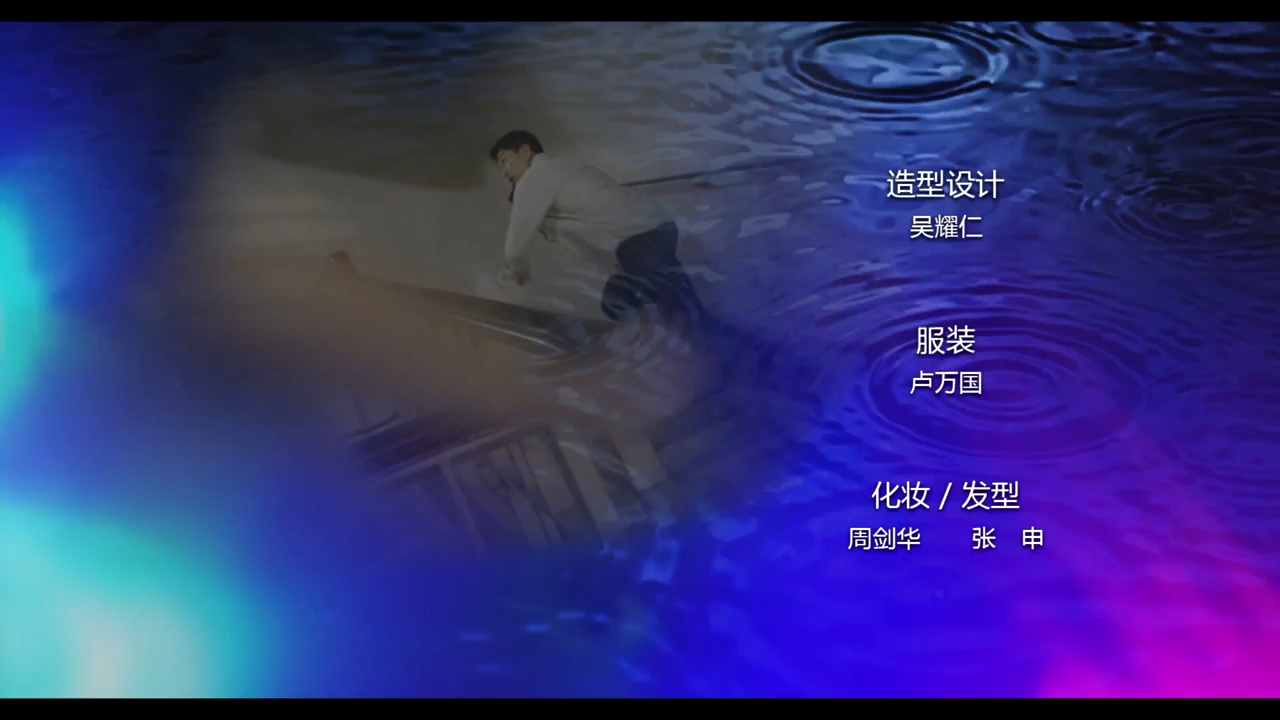 造型设计
吴耀仁
服装
卢万国
化妆 / 发型
周剑华　　张　申